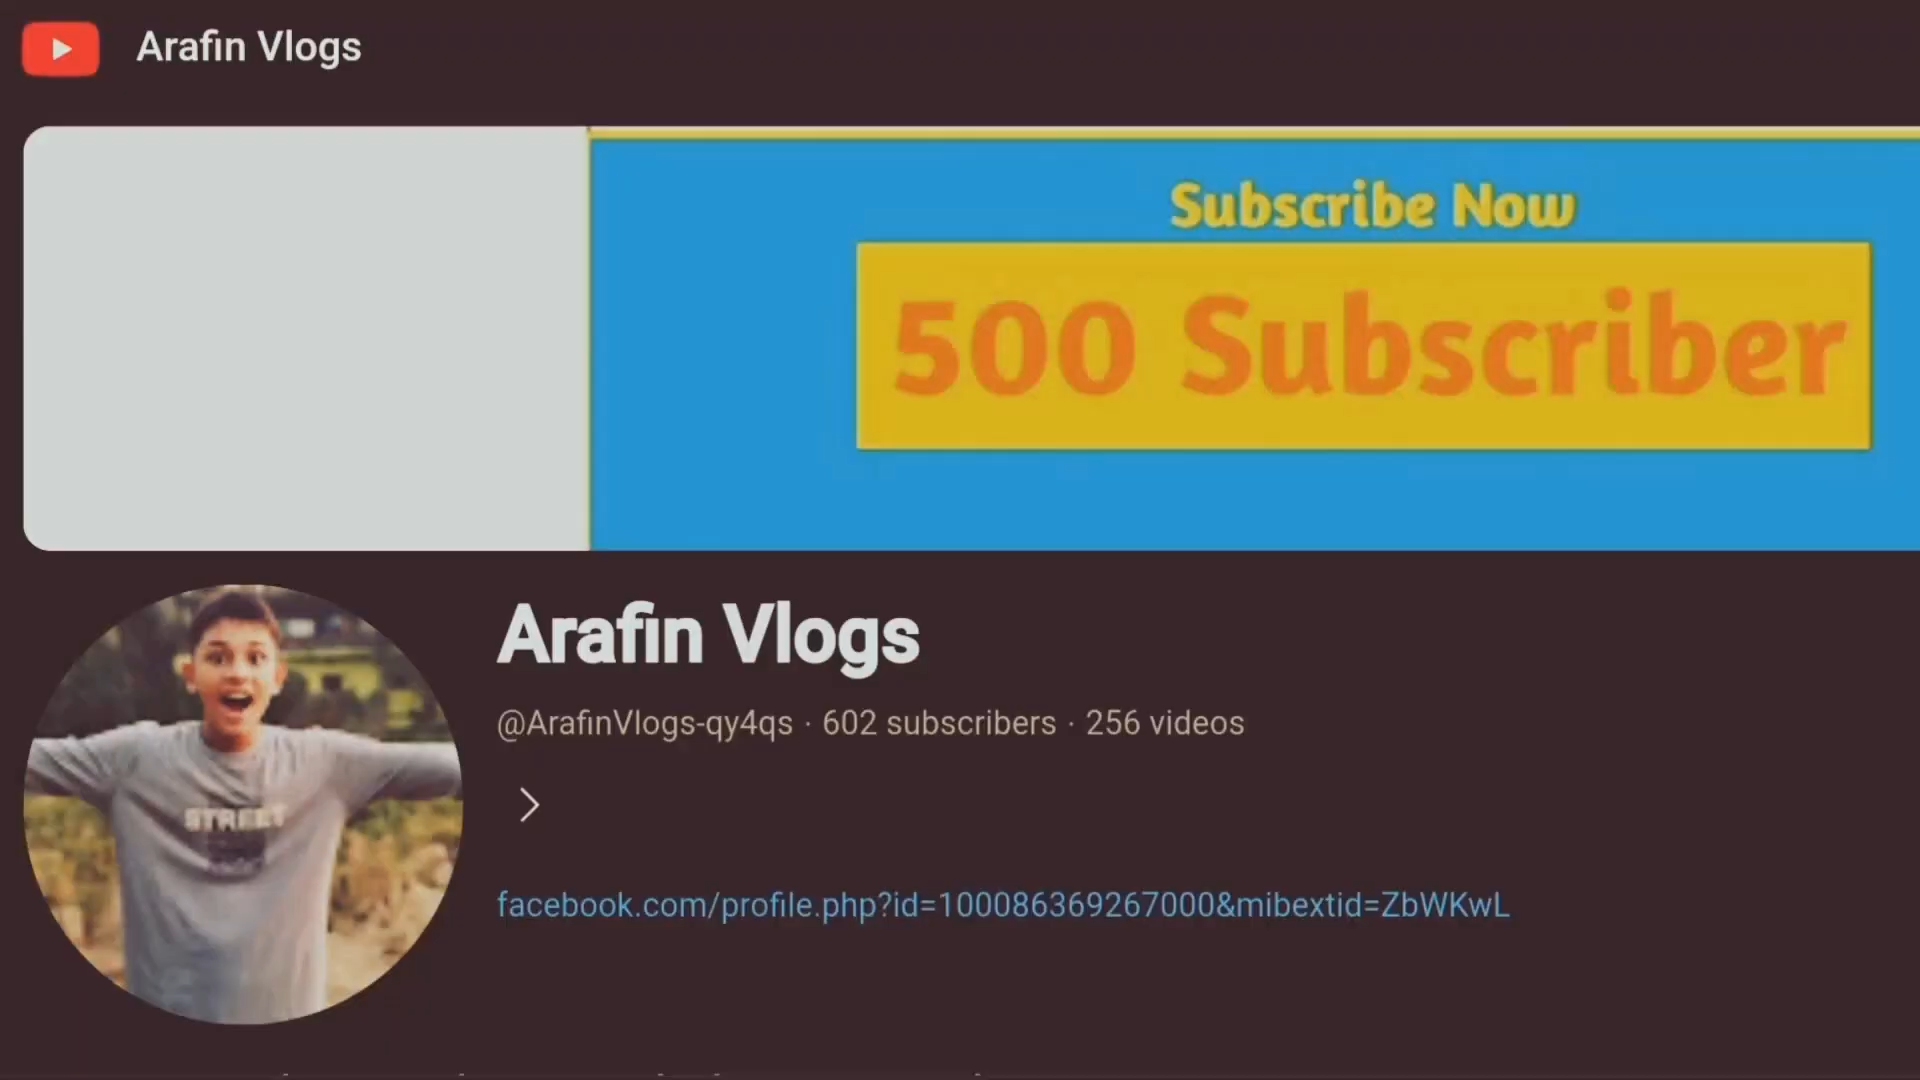 Arafin Vlogs
Subscribe Now
500 Subscriber
Arafin Vlogs
@ArafinVlogs-qy4qs · 602 subscribers · 256 videos
STREET
facebook.com/profile.php?id=100086369267000&mibextid=ZbWKwL